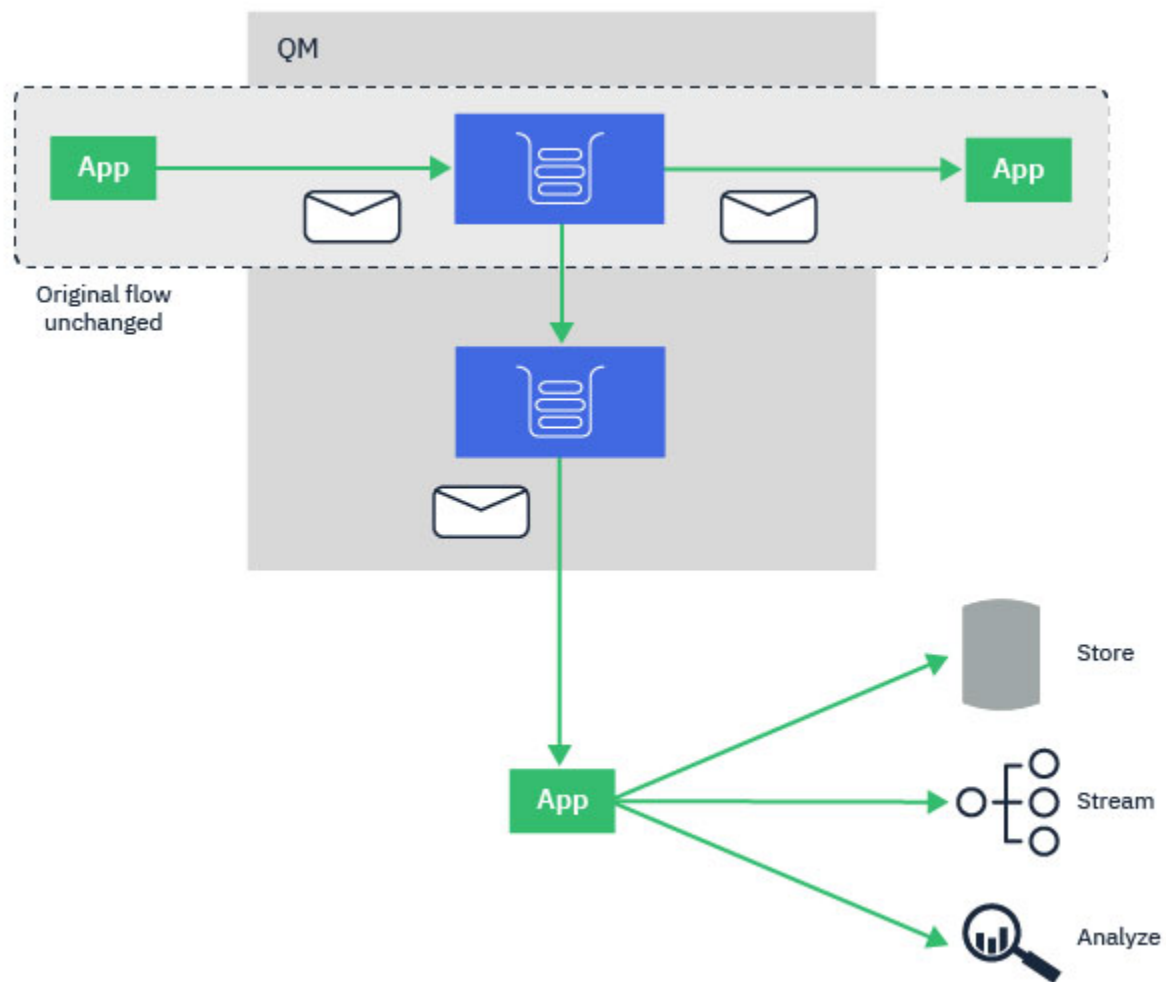 QM
App
App
Original flow
unchanged
Store
App
Stream
Analyze